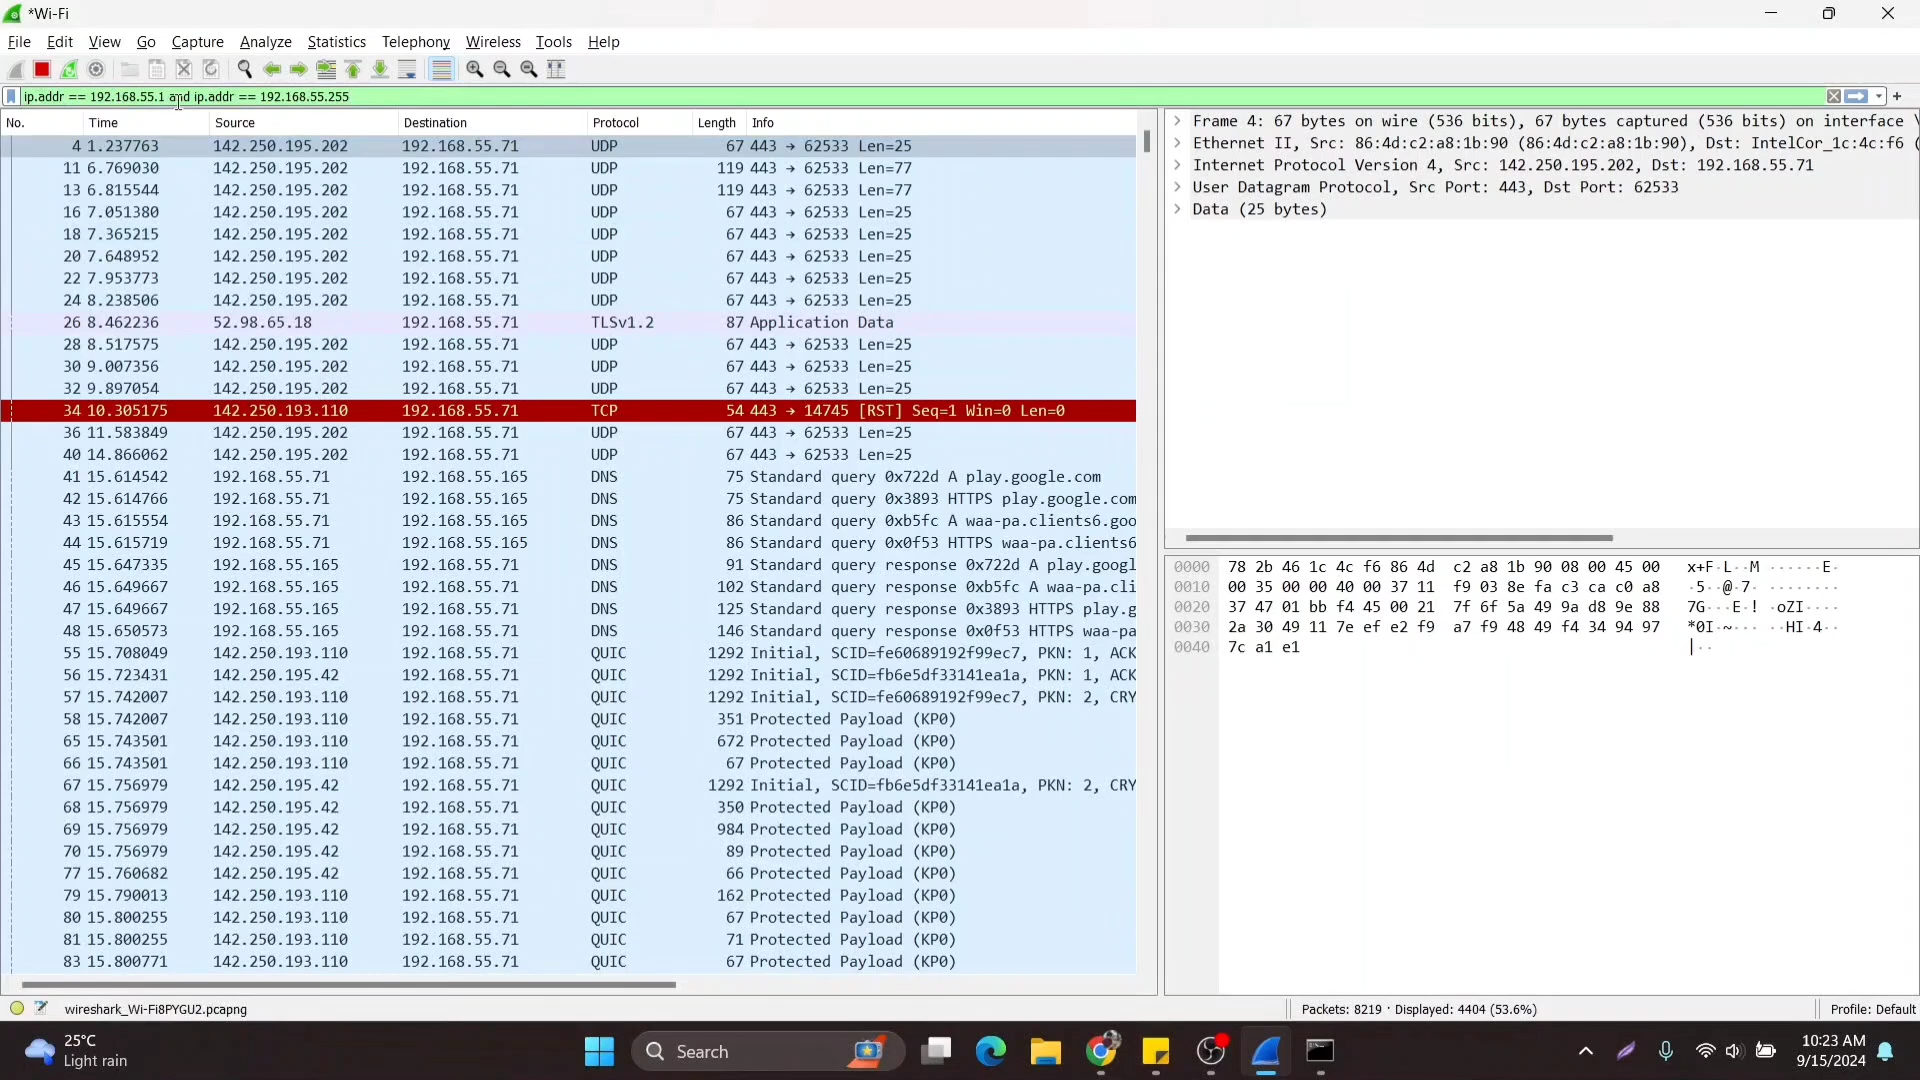 *Wi-Fi
File Edit View Go Capture Analyze Statistics Telephony Wireless Tools Help
ip.addr == 192.168.55.1 and ip.addr == 192.168.55.255
No. Time Source Destination Protocol Length Info
4 1.237763 142.250.195.202 192.168.55.71 UDP 67 443 → 62533 Len=25
11 6.769030 142.250.195.202 192.168.55.71 UDP 119 443 → 62533 Len=77
13 6.815544 142.250.195.202 192.168.55.71 UDP 119 443 → 62533 Len=77
16 7.051380 142.250.195.202 192.168.55.71 UDP 67 443 → 62533 Len=25
18 7.365215 142.250.195.202 192.168.55.71 UDP 67 443 → 62533 Len=25
20 7.648952 142.250.195.202 192.168.55.71 UDP 67 443 → 62533 Len=25
22 7.953773 142.250.195.202 192.168.55.71 UDP 67 443 → 62533 Len=25
24 8.238506 142.250.195.202 192.168.55.71 UDP 67 443 → 62533 Len=25
26 8.462236 52.98.65.18 192.168.55.71 TLSv1.2 87 Application Data
28 8.517575 142.250.195.202 192.168.55.71 UDP 67 443 → 62533 Len=25
30 9.007356 142.250.195.202 192.168.55.71 UDP 67 443 → 62533 Len=25
32 9.897054 142.250.195.202 192.168.55.71 UDP 67 443 → 62533 Len=25
34 10.305175 142.250.193.110 192.168.55.71 TCP 54 443 → 14745 [RST] Seq=1 Win=0 Len=0
36 11.583849 142.250.195.202 192.168.55.71 UDP 67 443 → 62533 Len=25
40 14.866062 142.250.195.202 192.168.55.71 UDP 67 443 → 62533 Len=25
41 15.614542 192.168.55.71 192.168.55.165 DNS 75 Standard query 0x722d A play.google.com
42 15.614766 192.168.55.71 192.168.55.165 DNS 75 Standard query 0x3893 HTTPS play.google.com
43 15.615554 192.168.55.71 192.168.55.165 DNS 86 Standard query 0xb5fc A waa-pa.clients6.goo
44 15.615719 192.168.55.71 192.168.55.165 DNS 86 Standard query 0x0f53 HTTPS waa-pa.clients6
45 15.647335 192.168.55.165 192.168.55.71 DNS 91 Standard query response 0x722d A play.googl
46 15.649667 192.168.55.165 192.168.55.71 DNS 102 Standard query response 0xb5fc A waa-pa.cli
47 15.649667 192.168.55.165 192.168.55.71 DNS 125 Standard query response 0x3893 HTTPS play.g
48 15.650573 192.168.55.165 192.168.55.71 DNS 146 Standard query response 0x0f53 HTTPS waa-pa
55 15.708049 142.250.193.110 192.168.55.71 QUIC 1292 Initial, SCID=fe60689192f99ec7, PKN: 1, ACK
56 15.723431 142.250.195.42 192.168.55.71 QUIC 1292 Initial, SCID=fb6e5df33141ea1a, PKN: 1, ACK
57 15.742007 142.250.193.110 192.168.55.71 QUIC 1292 Initial, SCID=fe60689192f99ec7, PKN: 2, CRY
58 15.742007 142.250.193.110 192.168.55.71 QUIC 351 Protected Payload (KP0)
65 15.743501 142.250.193.110 192.168.55.71 QUIC 672 Protected Payload (KP0)
66 15.743501 142.250.193.110 192.168.55.71 QUIC 67 Protected Payload (KP0)
67 15.756979 142.250.195.42 192.168.55.71 QUIC 1292 Initial, SCID=fb6e5df33141ea1a, PKN: 2, CRY
68 15.756979 142.250.195.42 192.168.55.71 QUIC 350 Protected Payload (KP0)
69 15.756979 142.250.195.42 192.168.55.71 QUIC 984 Protected Payload (KP0)
70 15.756979 142.250.195.42 192.168.55.71 QUIC 89 Protected Payload (KP0)
77 15.760682 142.250.195.42 192.168.55.71 QUIC 66 Protected Payload (KP0)
79 15.790013 142.250.193.110 192.168.55.71 QUIC 162 Protected Payload (KP0)
80 15.800255 142.250.193.110 192.168.55.71 QUIC 67 Protected Payload (KP0)
81 15.800255 142.250.193.110 192.168.55.71 QUIC 71 Protected Payload (KP0)
83 15.800771 142.250.193.110 192.168.55.71 QUIC 67 Protected Payload (KP0)
Frame 4: 67 bytes on wire (536 bits), 67 bytes captured (536 bits) on interface \
Ethernet II, Src: 86:4d:c2:a8:1b:90 (86:4d:c2:a8:1b:90), Dst: IntelCor_1c:4c:f6 (
Internet Protocol Version 4, Src: 142.250.195.202, Dst: 192.168.55.71
User Datagram Protocol, Src Port: 443, Dst Port: 62533
Data (25 bytes)
0000 78 2b 46 1c 4c f6 86 4d c2 a8 1b 90 08 00 45 00 x+F·L··M ······E·
0010 00 35 00 00 40 00 37 11 f9 03 8e fa c3 ca c0 a8 ·5··@·7· ········
0020 37 47 01 bb f4 45 00 21 7f 6f 5a 49 9a d8 9e 88 7G···E·! ·oZI····
0030 2a 30 49 11 7e ef e2 f9 a7 f9 48 49 f4 34 94 97 *0I·~··· ··HI·4··
0040 7c a1 e1 |··
wireshark_Wi-Fi8PYGU2.pcapng
Packets: 8219 · Displayed: 4404 (53.6%)
Profile: Default
25°C
Light rain
Search
10:23 AM
9/15/2024